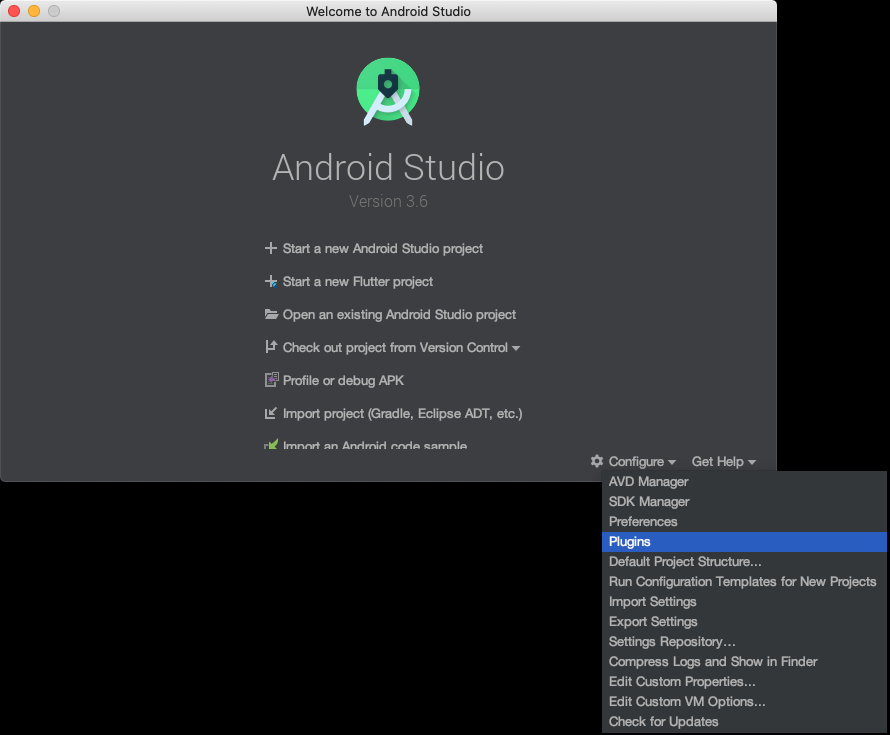 Welcome to Android Studio
Android Studio
Version 3.6
Start a new Android Studio project
Start a new Flutter project
Open an existing Android Studio project
Check out project from Version Control
Profile or debug APK
Import project (Gradle, Eclipse ADT, etc.)
Import an Android code sample
Configure Get Help
AVD Manager
SDK Manager
Preferences
Plugins
Default Project Structure...
Run Configuration Templates for New Projects
Import Settings
Export Settings
Settings Repository...
Compress Logs and Show in Finder
Edit Custom Properties...
Edit Custom VM Options...
Check for Updates